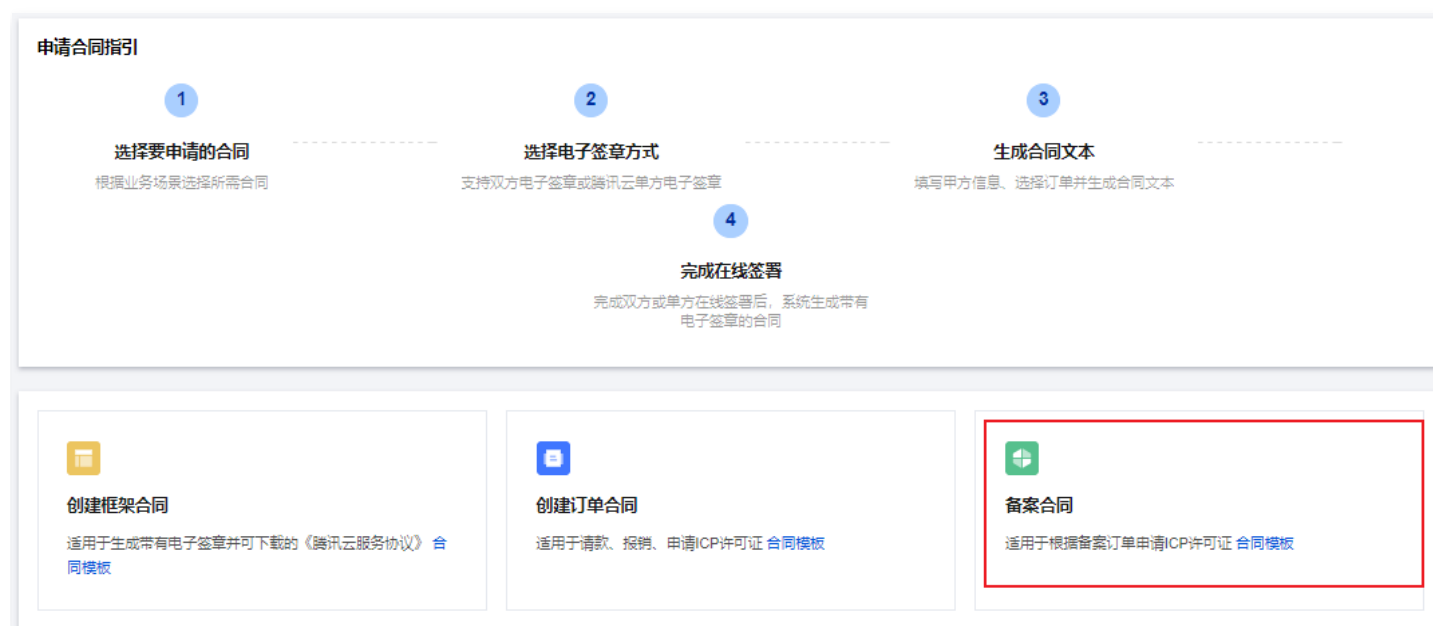 申请合同指引
1
2
3
选择要申请的合同
选择电子签章方式
生成合同文本
根据业务场景选择所需合同
支持双方电子签章或腾讯云单方电子签章
填写甲方信息、选择订单并生成合同文本
4
完成在线签署
完成双方或单方在线签署后，系统生成带有
电子签章的合同
创建框架合同
适用于生成带有电子签章并可下载的《腾讯云服务协议》 合
同模板
创建订单合同
适用于请款、报销、申请ICP许可证 合同模板
备案合同
适用于根据备案订单申请ICP许可证 合同模板